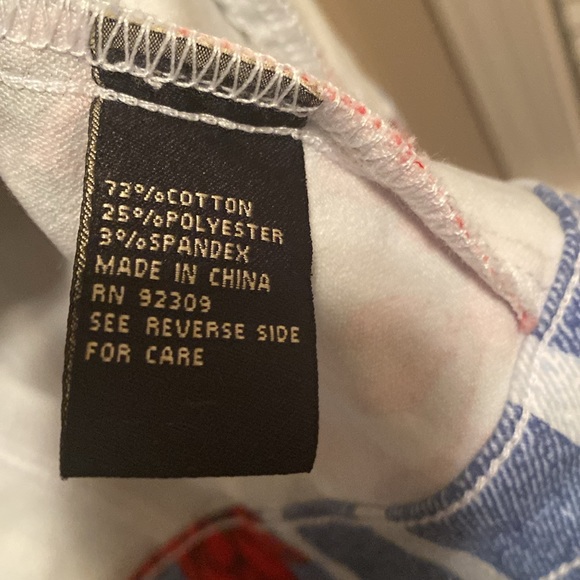 72%COTTON
25%POLYESTER
3%SPANDEX
MADE IN CHINA
RN 92309
SEE REVERSE SIDE
FOR CARE